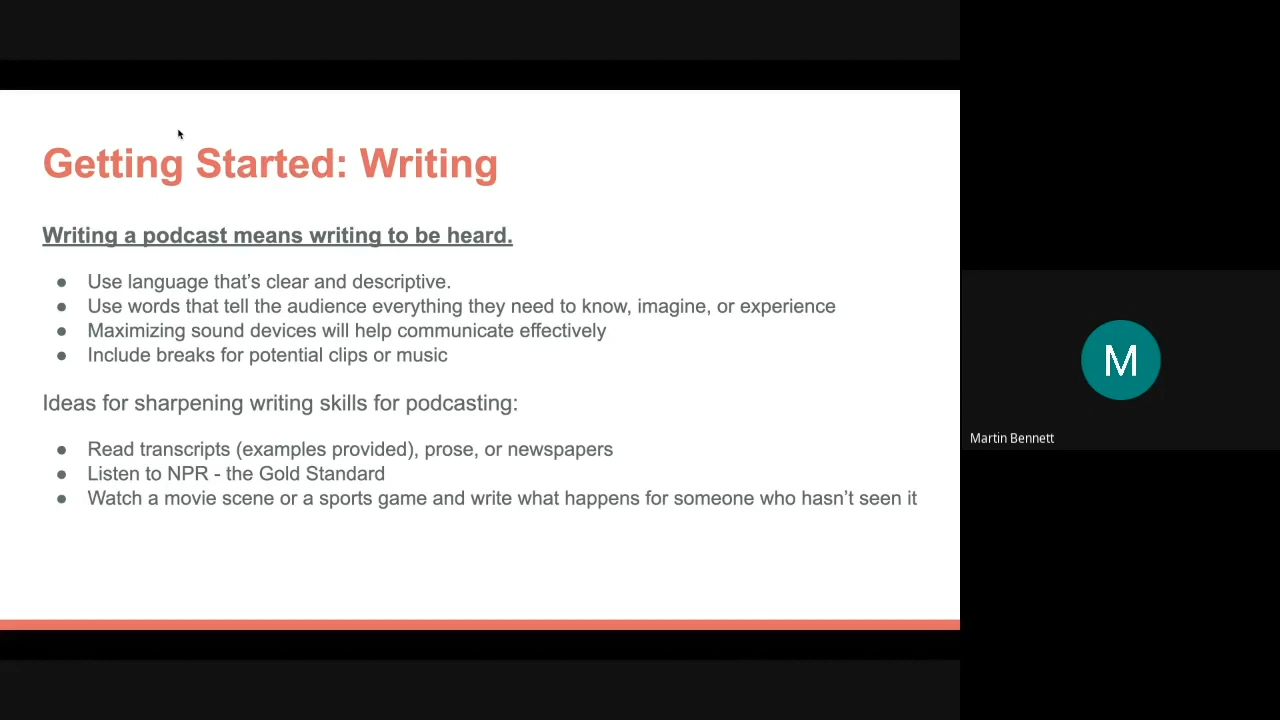 Getting Started: Writing
Writing a podcast means writing to be heard.
● Use language that’s clear and descriptive.
● Use words that tell the audience everything they need to know, imagine, or experience
● Maximizing sound devices will help communicate effectively
● Include breaks for potential clips or music
Ideas for sharpening writing skills for podcasting:
● Read transcripts (examples provided), prose, or newspapers
● Listen to NPR - the Gold Standard
● Watch a movie scene or a sports game and write what happens for someone who hasn’t seen it
M
Martin Bennett